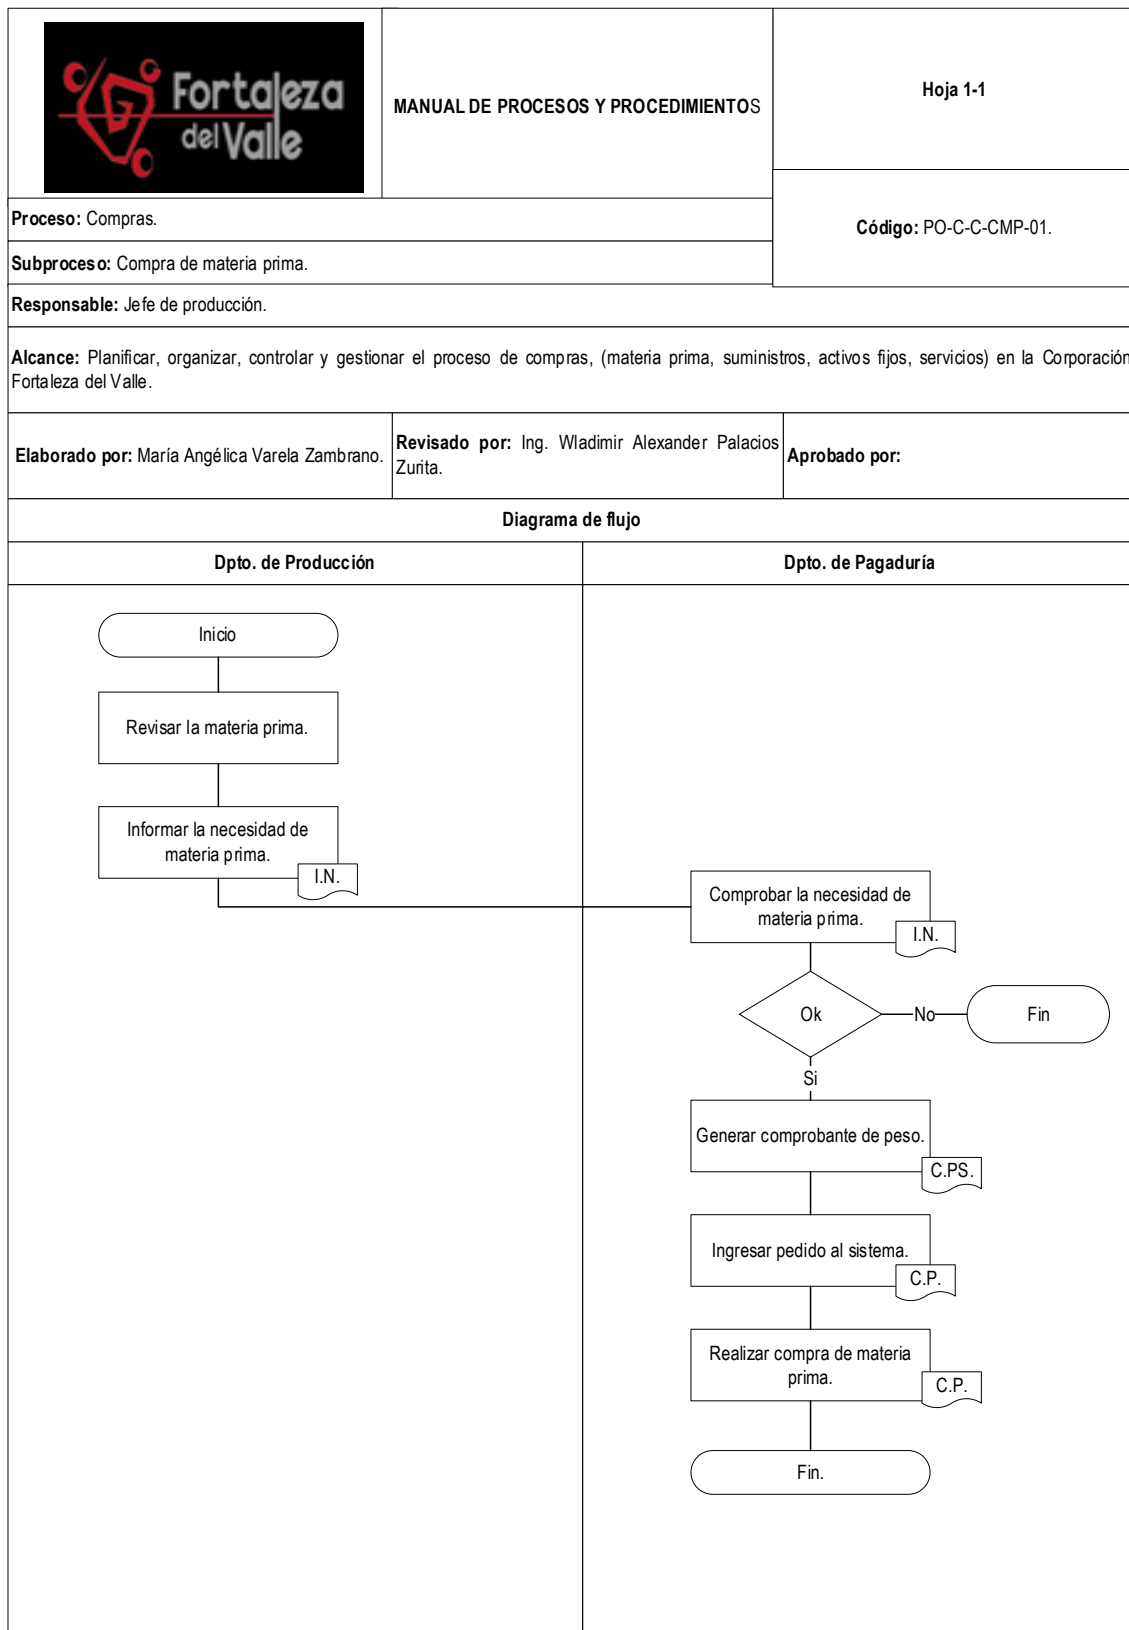 Fortaleza
del Valle
MANUAL DE PROCESOS Y PROCEDIMIENTOS
Hoja 1-1
Proceso: Compras.
Código: PO-C-C-CMP-01.
Subproceso: Compra de materia prima.
Responsable: Jefe de producción.
Alcance: Planificar, organizar, controlar y gestionar el proceso de compras, (materia prima, suministros, activos fijos, servicios) en la Corporación
Fortaleza del Valle.
Elaborado por: María Angélica Varela Zambrano.
Revisado por: Ing. Wladimir Alexander Palacios
Zurita.
Aprobado por:
Diagrama de flujo
Dpto. de Producción
Dpto. de Pagaduría
Inicio
Revisar la materia prima.
Informar la necesidad de
materia prima.
I.N.
Comprobar la necesidad de
materia prima.
I.N.
Ok
No
Fin
Si
Generar comprobante de peso.
C.PS.
Ingresar pedido al sistema.
C.P.
Realizar compra de materia
prima.
C.P.
Fin.